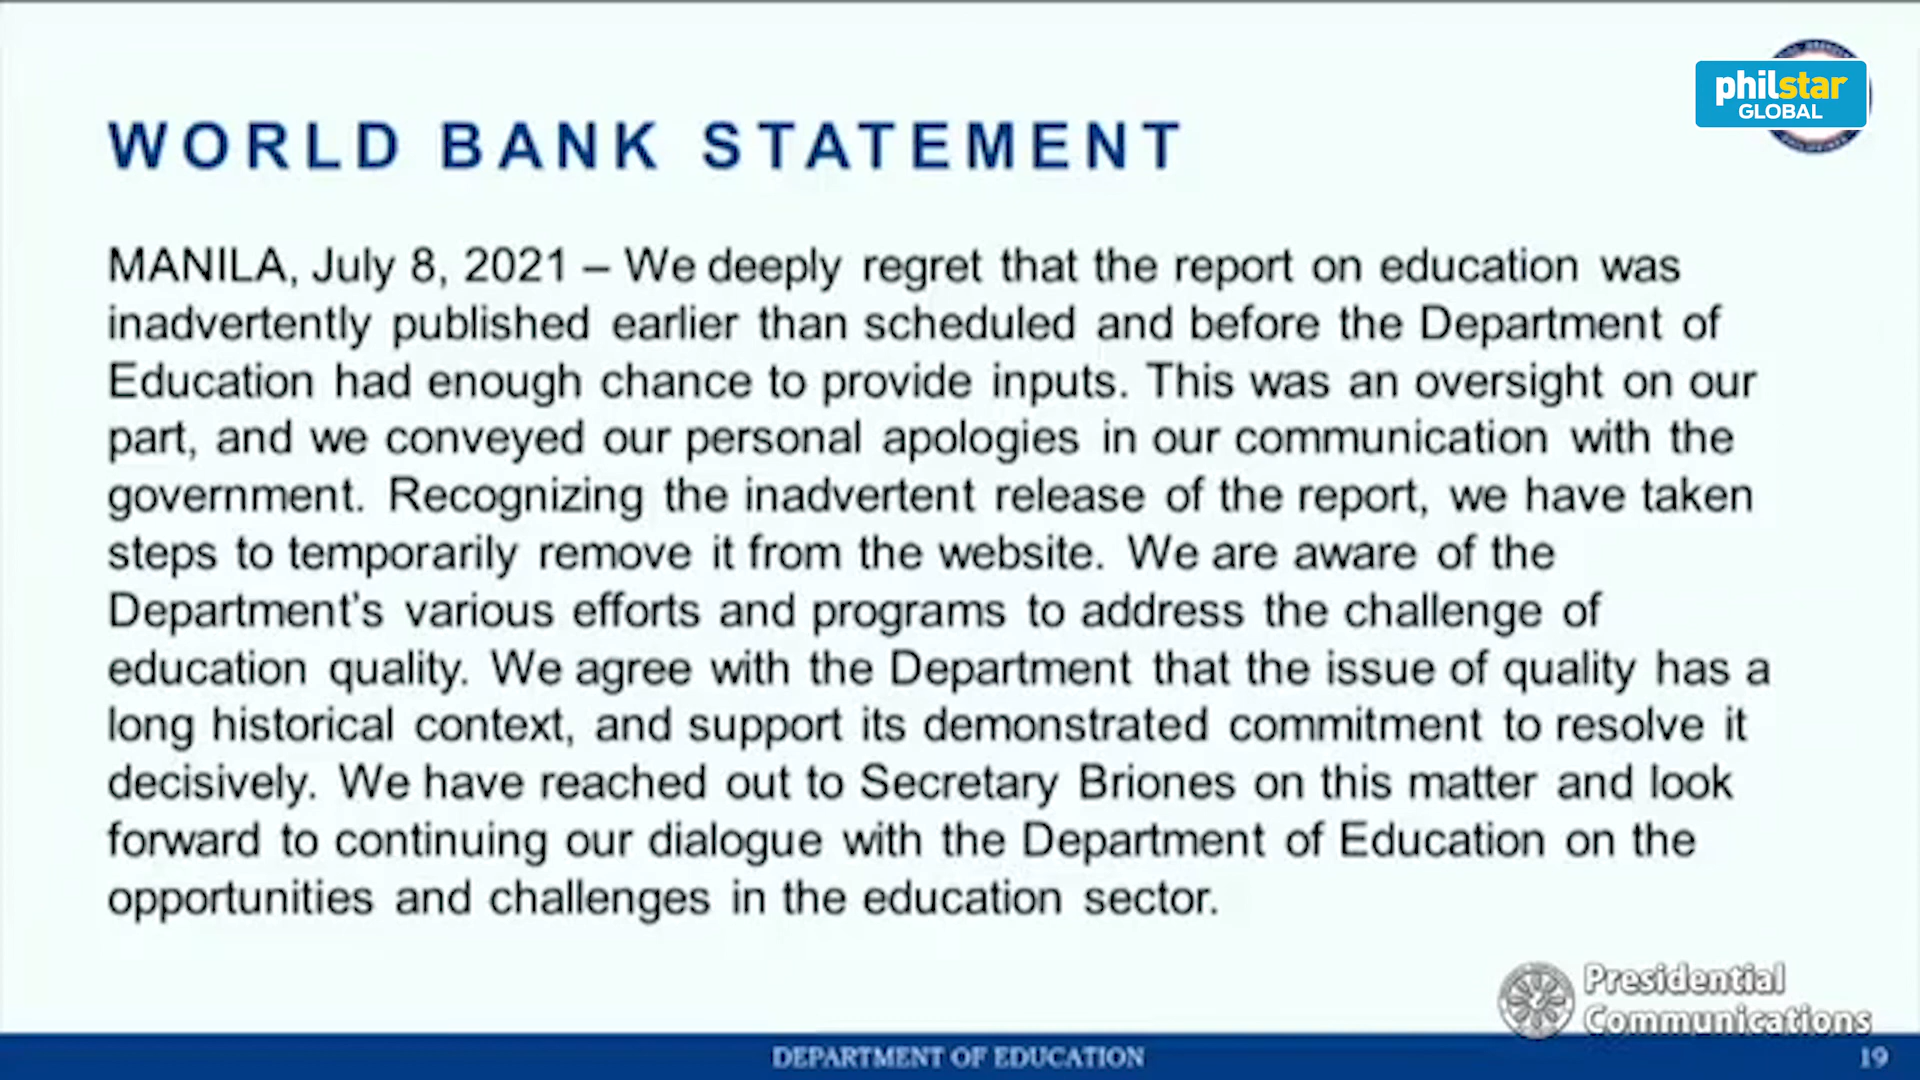 philstar
GLOBAL
WORLD BANK STATEMENT
MANILA, July 8, 2021 – We deeply regret that the report on education was
inadvertently published earlier than scheduled and before the Department of
Education had enough chance to provide inputs. This was an oversight on our
part, and we conveyed our personal apologies in our communication with the
government. Recognizing the inadvertent release of the report, we have taken
steps to temporarily remove it from the website. We are aware of the
Department's various efforts and programs to address the challenge of
education quality. We agree with the Department that the issue of quality has a
long historical context, and support its demonstrated commitment to resolve it
decisively. We have reached out to Secretary Briones on this matter and look
forward to continuing our dialogue with the Department of Education on the
opportunities and challenges in the education sector.
Presidential
Communications
DEPARTMENT OF EDUCATION
19